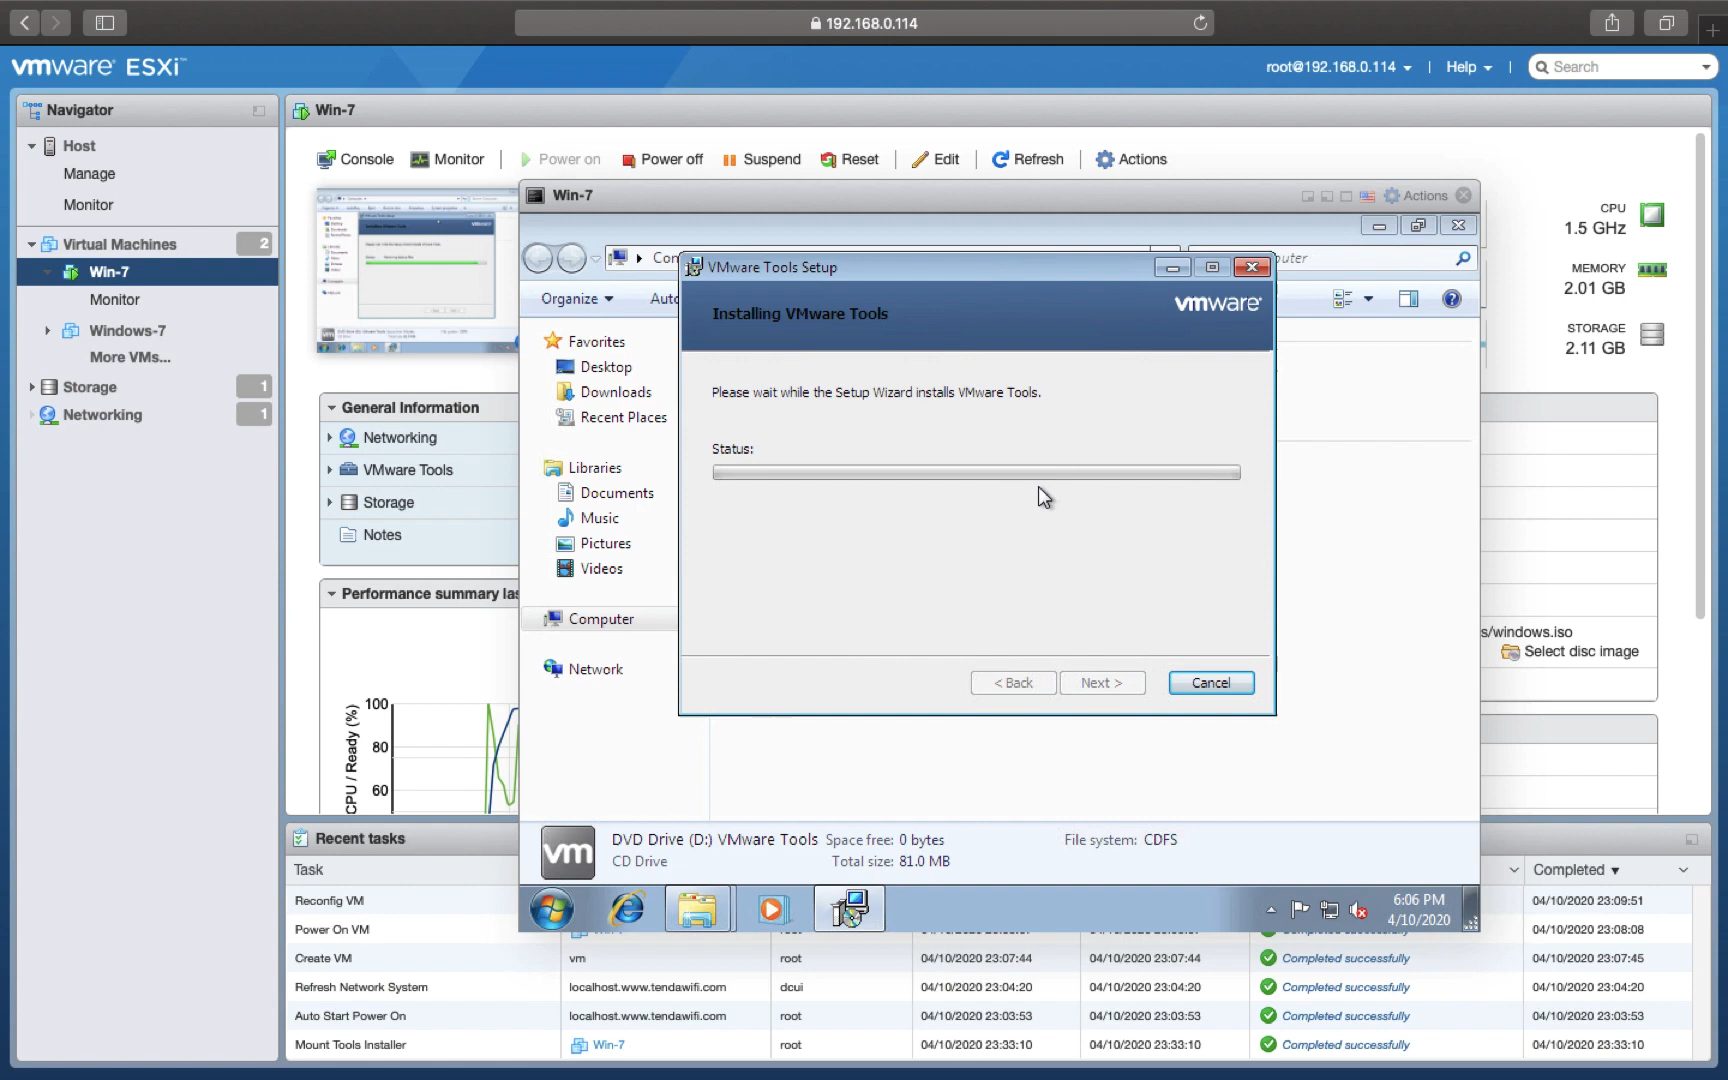 192.168.0.114
vmware ESXi™
root@192.168.0.114 | Help | Search
Navigator
Host
Manage
Monitor
Virtual Machines 2
Win-7
Monitor
Windows-7
More VMs...
Storage 1
Networking 1
Win-7
Console Monitor | Power on Power off Suspend Reset | Edit | Refresh | Actions
CPU
1.5 GHz
MEMORY
2.01 GB
STORAGE
2.11 GB
General Information
Networking
VMware Tools
Storage
Notes
Performance summary las
CPU / Ready (%)
100
80
60
s/windows.iso
Select disc image
Win-7 Actions
Com puter
Organize Auto
Favorites
Desktop
Downloads
Recent Places
Libraries
Documents
Music
Pictures
Videos
Computer
Network
VMware Tools Setup
Installing VMware Tools vmware
Please wait while the Setup Wizard installs VMware Tools.
Status:
< Back Next > Cancel
vm
DVD Drive (D:) VMware Tools Space free: 0 bytes File system: CDFS
CD Drive Total size: 81.0 MB
6:06 PM
4/10/2020
Recent tasks
Task Completed
Reconfig VM 04/10/2020 23:09:51
Power On VM 04/10/2020 23:08:08
Create VM vm root 04/10/2020 23:07:44 04/10/2020 23:07:44 Completed successfully 04/10/2020 23:07:45
Refresh Network System localhost.www.tendawifi.com dcui 04/10/2020 23:04:20 04/10/2020 23:04:20 Completed successfully 04/10/2020 23:04:20
Auto Start Power On localhost.www.tendawifi.com root 04/10/2020 23:03:53 04/10/2020 23:03:53 Completed successfully 04/10/2020 23:03:53
Mount Tools Installer Win-7 root 04/10/2020 23:33:10 04/10/2020 23:33:10 Completed successfully 04/10/2020 23:33:10